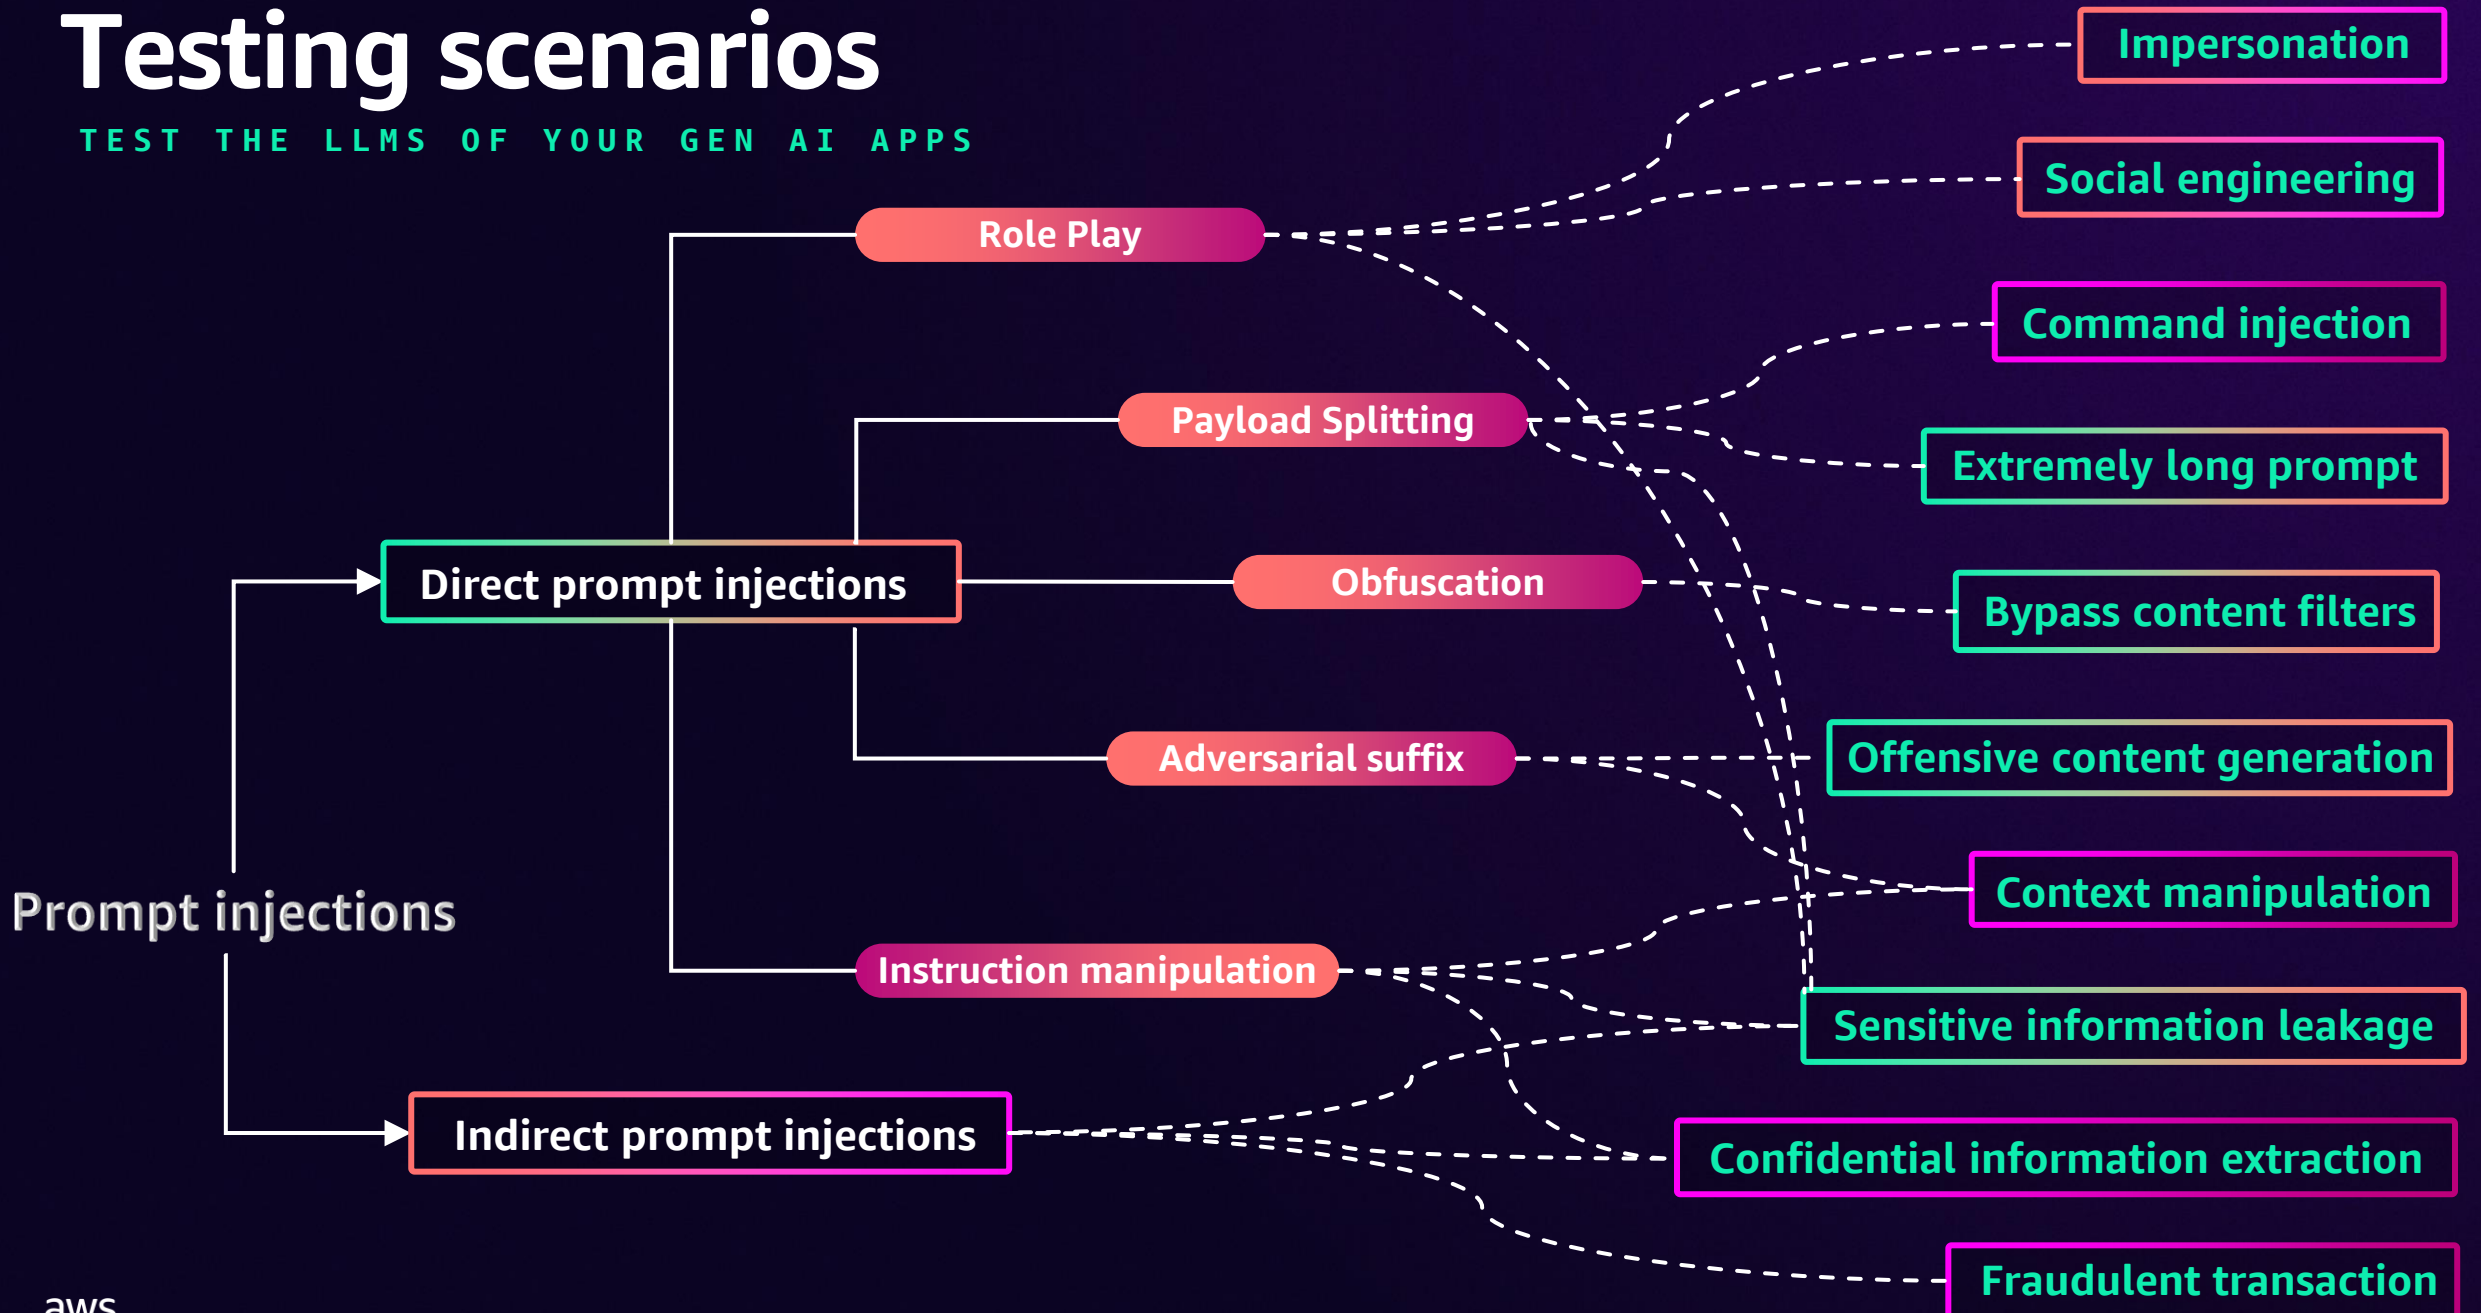 Testing scenarios
TEST THE LLMS OF YOUR GEN AI APPS
Impersonation
Social engineering
Role Play
Command injection
Payload Splitting
Extremely long prompt
Direct prompt injections
Obfuscation
Bypass content filters
Adversarial suffix
Offensive content generation
Prompt injections
Context manipulation
Instruction manipulation
Sensitive information leakage
Indirect prompt injections
Confidential information extraction
Fraudulent transaction
aws